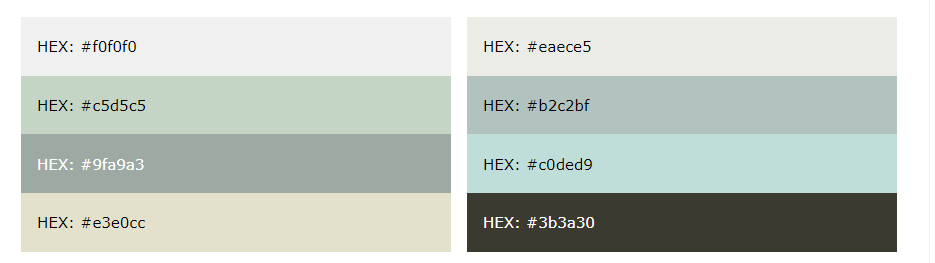 HEX: #f0f0f0
HEX: #c5d5c5
HEX: #9fa9a3
HEX: #e3e0cc
HEX: #eaece5
HEX: #b2c2bf
HEX: #c0ded9
HEX: #3b3a30